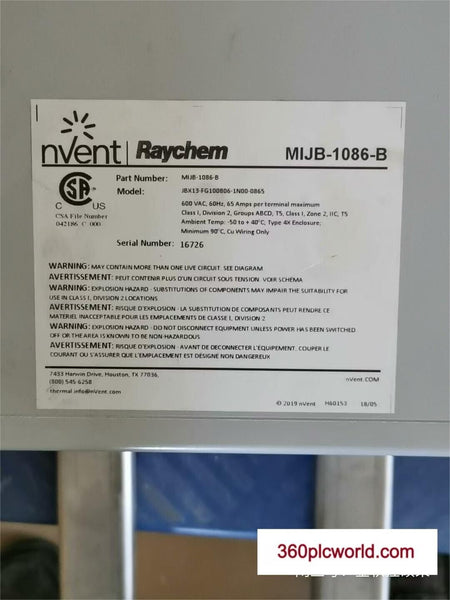 nVent Raychem MIJB-1086-B
Part Number: MIJB-1086-B
Model: JBX13-FG100806-1N00-0865
600 VAC, 60Hz, 65 Amps per terminal maximum
Class I, Division 2, Groups ABCD, T5, Class I, Zone 2, IIC, T5
Ambient Temp: -50 to + 40°C; Type 4X Enclosure;
Minimum 90°C, Cu Wiring Only
C US
CSA File Number
042186_C_000
Serial Number: 16726
WARNING: MAY CONTAIN MORE THAN ONE LIVE CIRCUIT. SEE DIAGRAM
AVERTISSEMENT: PEUT CONTENIR PLUS D'UN CIRCUIT SOUS TENSION. VOIR SCHÉMA
WARNING: EXPLOSION HAZARD - SUBSTITUTIONS OF COMPONENTS MAY IMPAIR THE SUITABILITY FOR
USE IN CLASS I, DIVISION 2 LOCATIONS
AVERTISSEMENT: RISQUE D'EXPLOSION - LA SUBSTITUTION DE COMPOSANTS PEUT RENDRE CE
MATERIEL INACCEPTABLE POUR LES EMPLACEMENTS DE CLASSE I, DIVISION 2
WARNING: EXPLOSION HAZARD - DO NOT DISCONNECT EQUIPMENT UNLESS POWER HAS BEEN SWITCHED
OFF OR THE AREA IS KNOWN TO BE NON-HAZARDOUS
AVERTISSEMENT: RISQUE D'EXPLOSION - AVANT DE DECONNECTER L'ÉQUIPEMENT, COUPER LE
COURANT OU S'ASSURER QUE L'EMPLACEMENT EST DÉSIGNÉ NON DANGEREUX
7433 Harwin Drive, Houston, TX 77036,
(800) 545-6258
thermal.info@nVent.com
nVent.COM
© 2019 nVent H60153 18/05
360plcworld.com